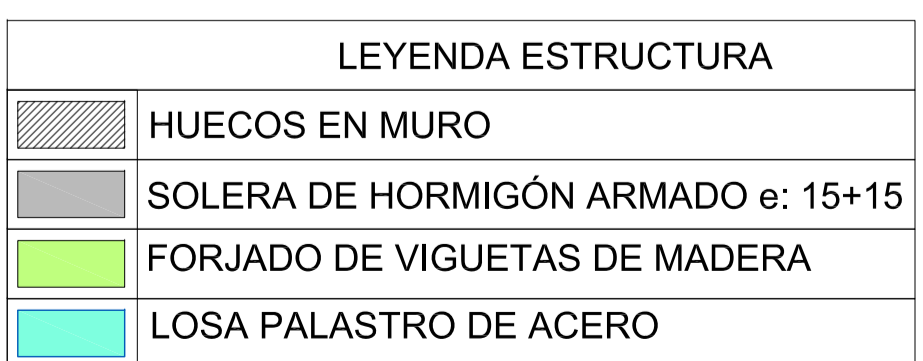 LEYENDA ESTRUCTURA
HUECOS EN MURO
SOLERA DE HORMIGÓN ARMADO e: 15+15
FORJADO DE VIGUETAS DE MADERA
LOSA PALASTRO DE ACERO